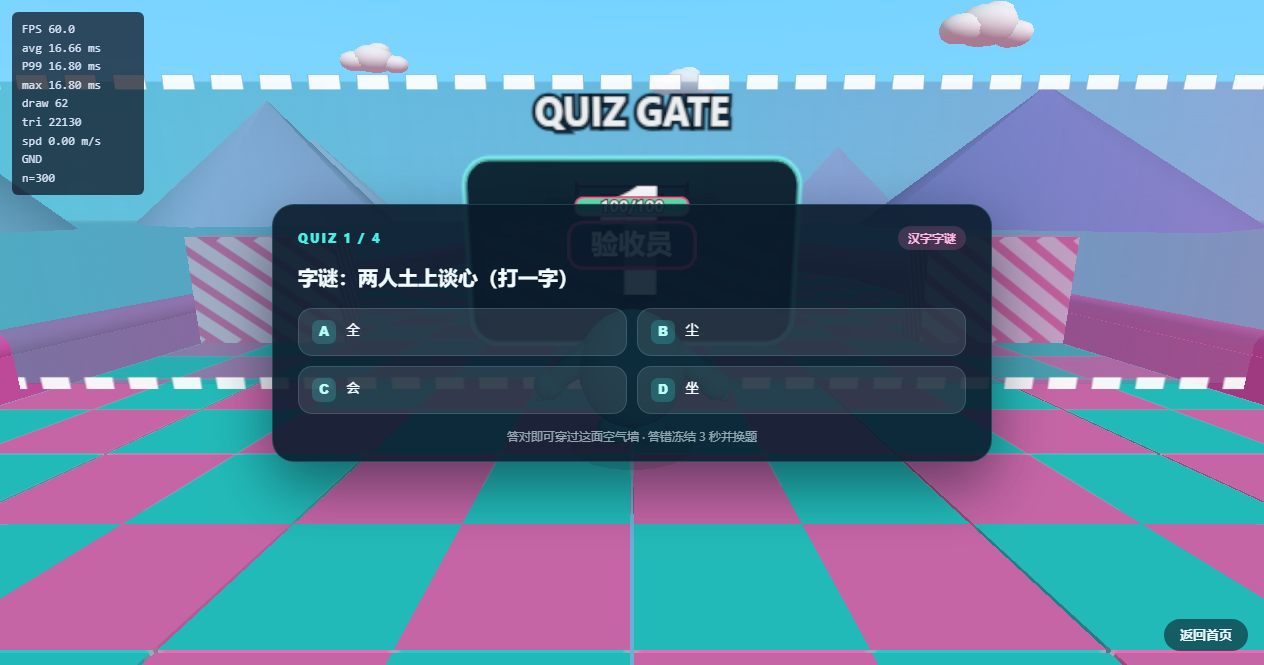 FPS 60.0
avg 16.66 ms
P99 16.80 ms
max 16.80 ms
draw 62
tri 22130
spd 0.00 m/s
GND
n=300
QUIZ GATE
1
100/100
验收员
QUIZ 1 / 4
汉字字谜
字谜：两人土上谈心（打一字）
A 全
B 尘
C 会
D 坐
答对即可穿过这面空气墙 · 答错冻结 3 秒并换题
返回首页